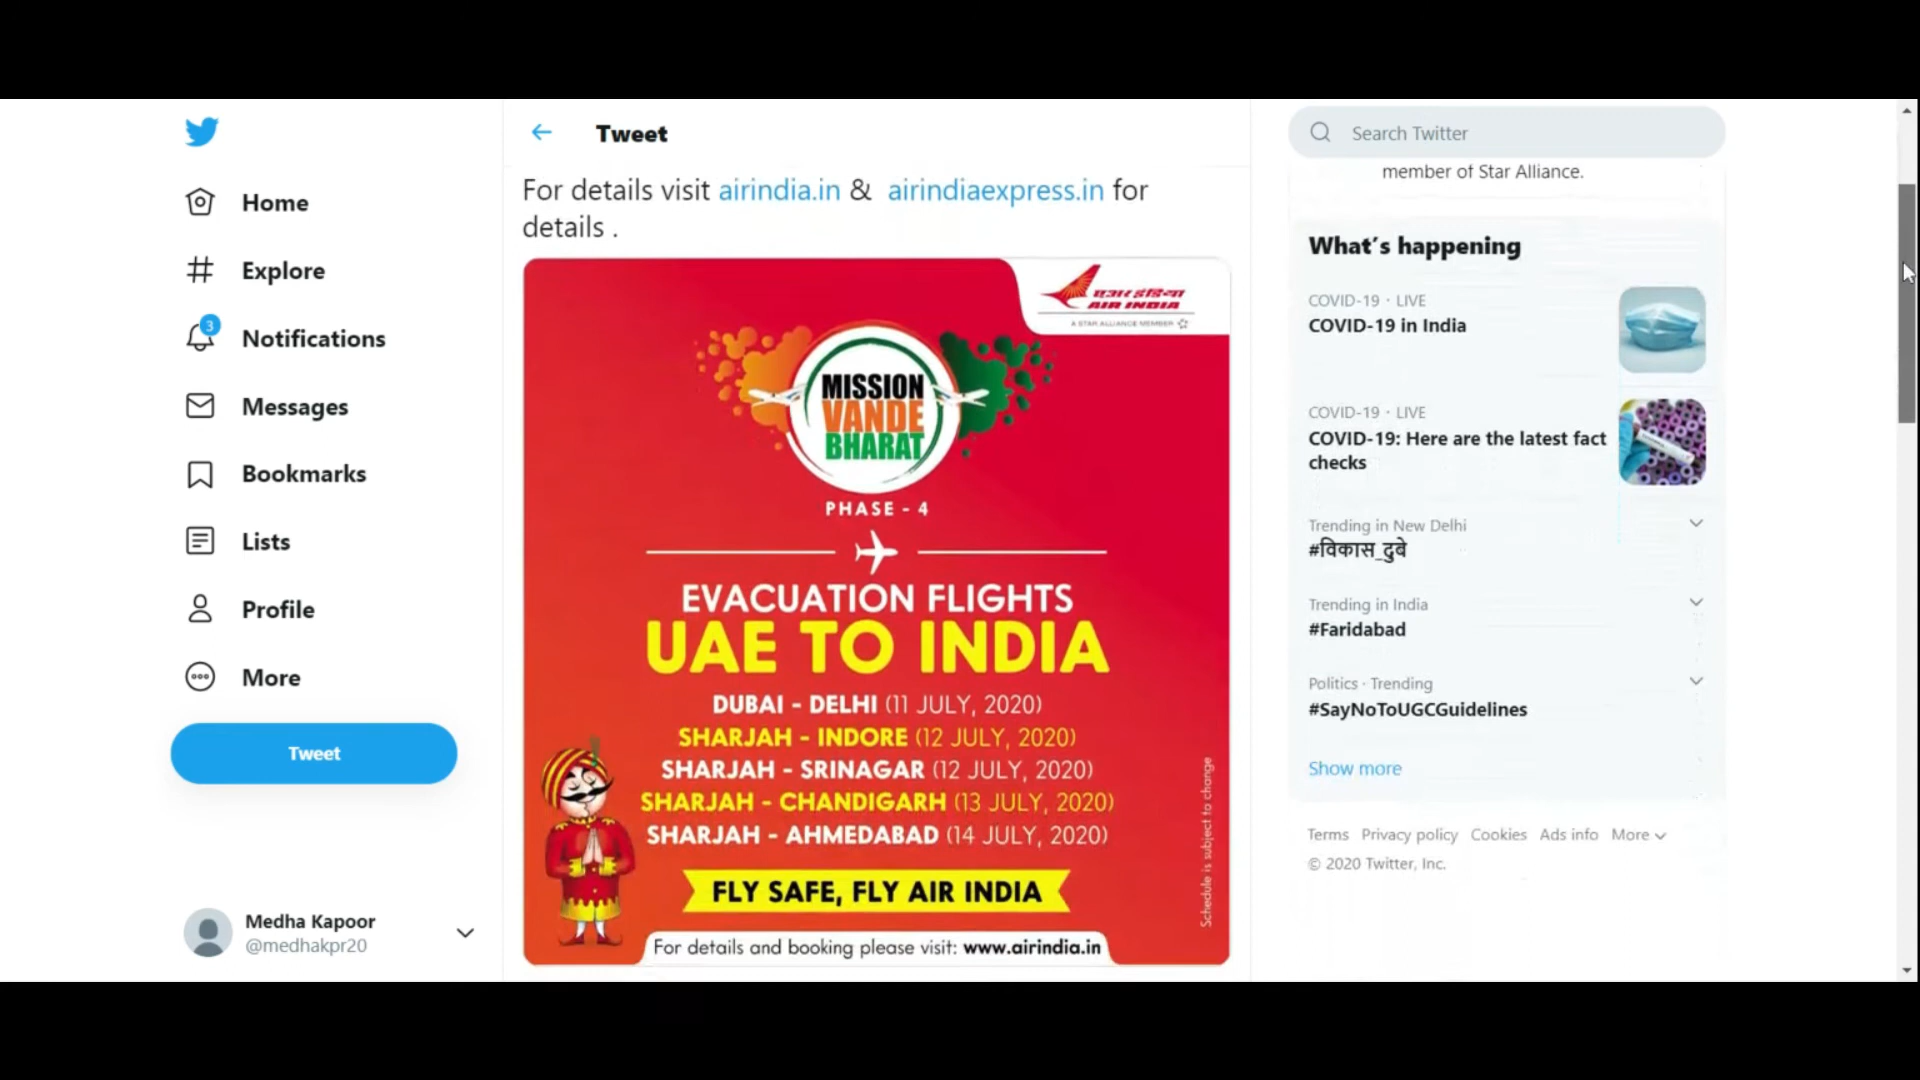 Home
Explore
3
Notifications
Messages
Bookmarks
Lists
Profile
More
Tweet
Medha Kapoor
@medhakpr20
Tweet
For details visit airindia.in & airindiaexpress.in for
details .
एअर इंडिया
AIR INDIA
A STAR ALLIANCE MEMBER
MISSION
VANDE
BHARAT
PHASE - 4
EVACUATION FLIGHTS
UAE TO INDIA
DUBAI - DELHI (11 JULY, 2020)
SHARJAH - INDORE (12 JULY, 2020)
SHARJAH - SRINAGAR (12 JULY, 2020)
SHARJAH - CHANDIGARH (13 JULY, 2020)
SHARJAH - AHMEDABAD (14 JULY, 2020)
FLY SAFE, FLY AIR INDIA
For details and booking please visit: www.airindia.in
Schedule is subject to change
Search Twitter
member of Star Alliance.
What's happening
COVID-19 · LIVE
COVID-19 in India
COVID-19 · LIVE
COVID-19: Here are the latest fact
checks
Trending in New Delhi
#विकास_दुबे
Trending in India
#Faridabad
Politics · Trending
#SayNoToUGCGuidelines
Show more
Terms Privacy policy Cookies Ads info More
© 2020 Twitter, Inc.